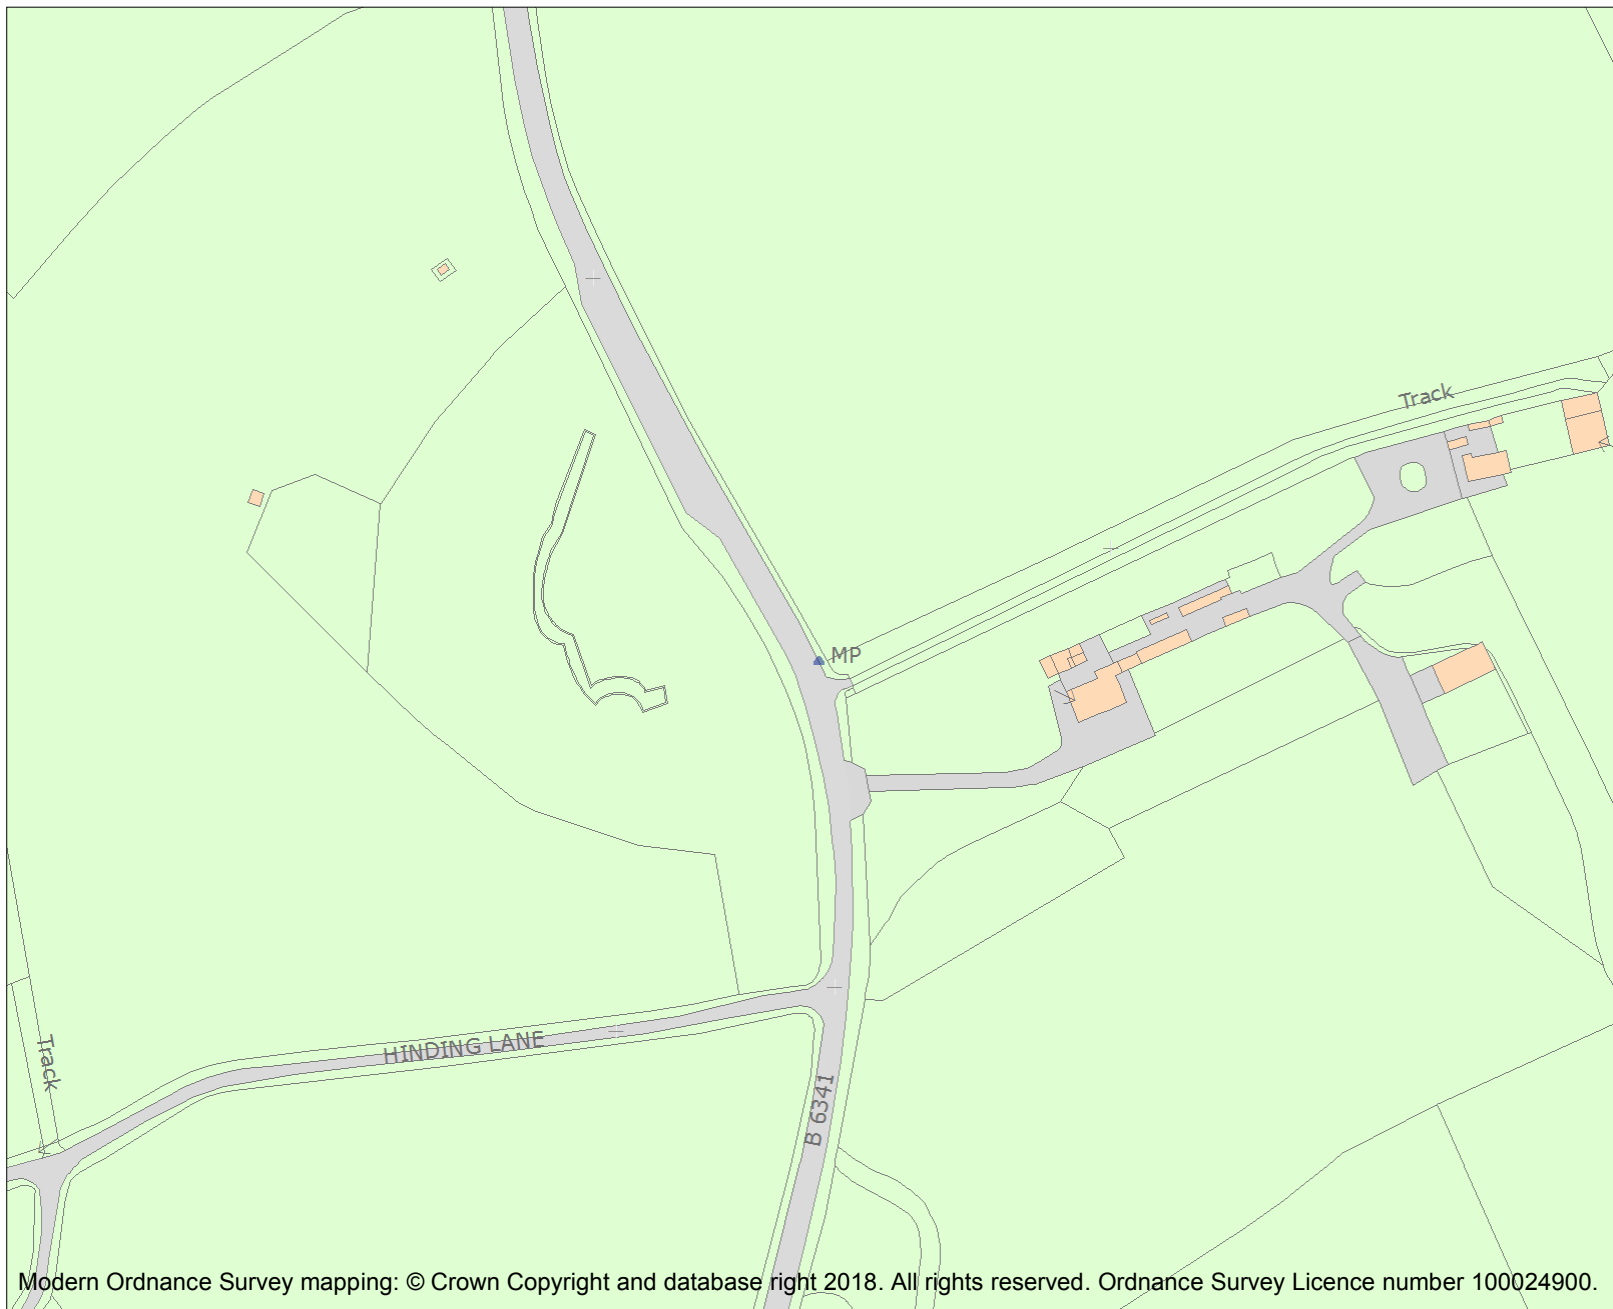 Track
MP
Track
HINDING LANE
B 6341
Modern Ordnance Survey mapping: © Crown Copyright and database right 2018. All rights reserved. Ordnance Survey Licence number 100024900.